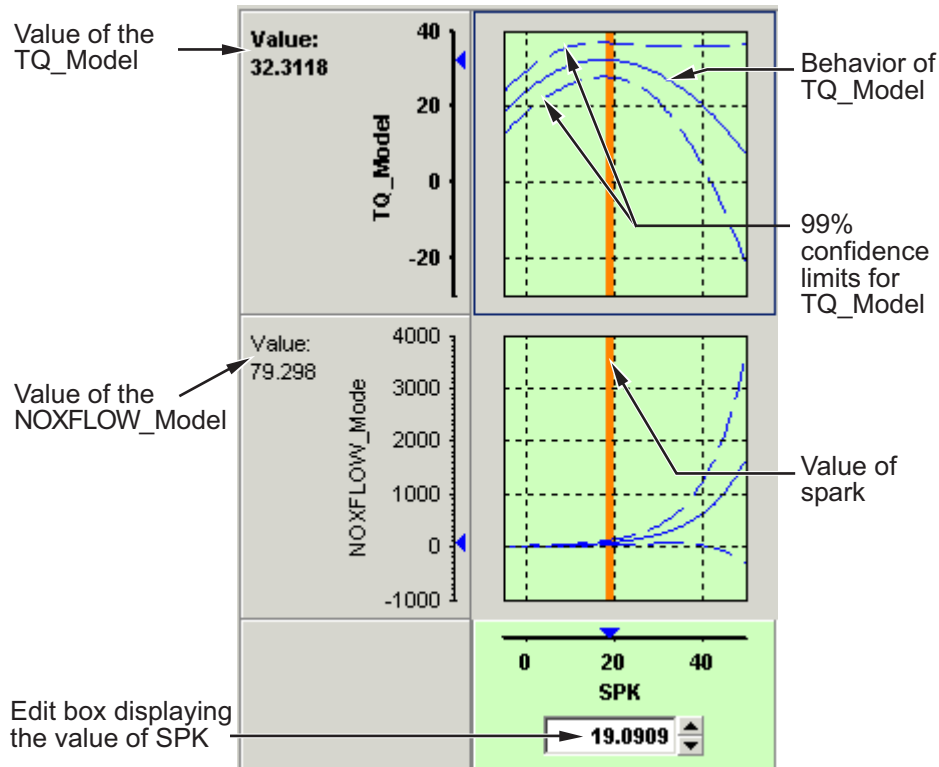 Value of the
TQ_Model
Value:
32.3118
TQ_Model
40
20
0
-20
Behavior of
TQ_Model
99%
confidence
limits for
TQ_Model
Value of the
NOXFLOW_Model
Value:
79.298
NOXFLOW_Mode
4000
3000
2000
1000
0
-1000
Value of
spark
0 20 40
SPK
Edit box displaying
the value of SPK
19.0909